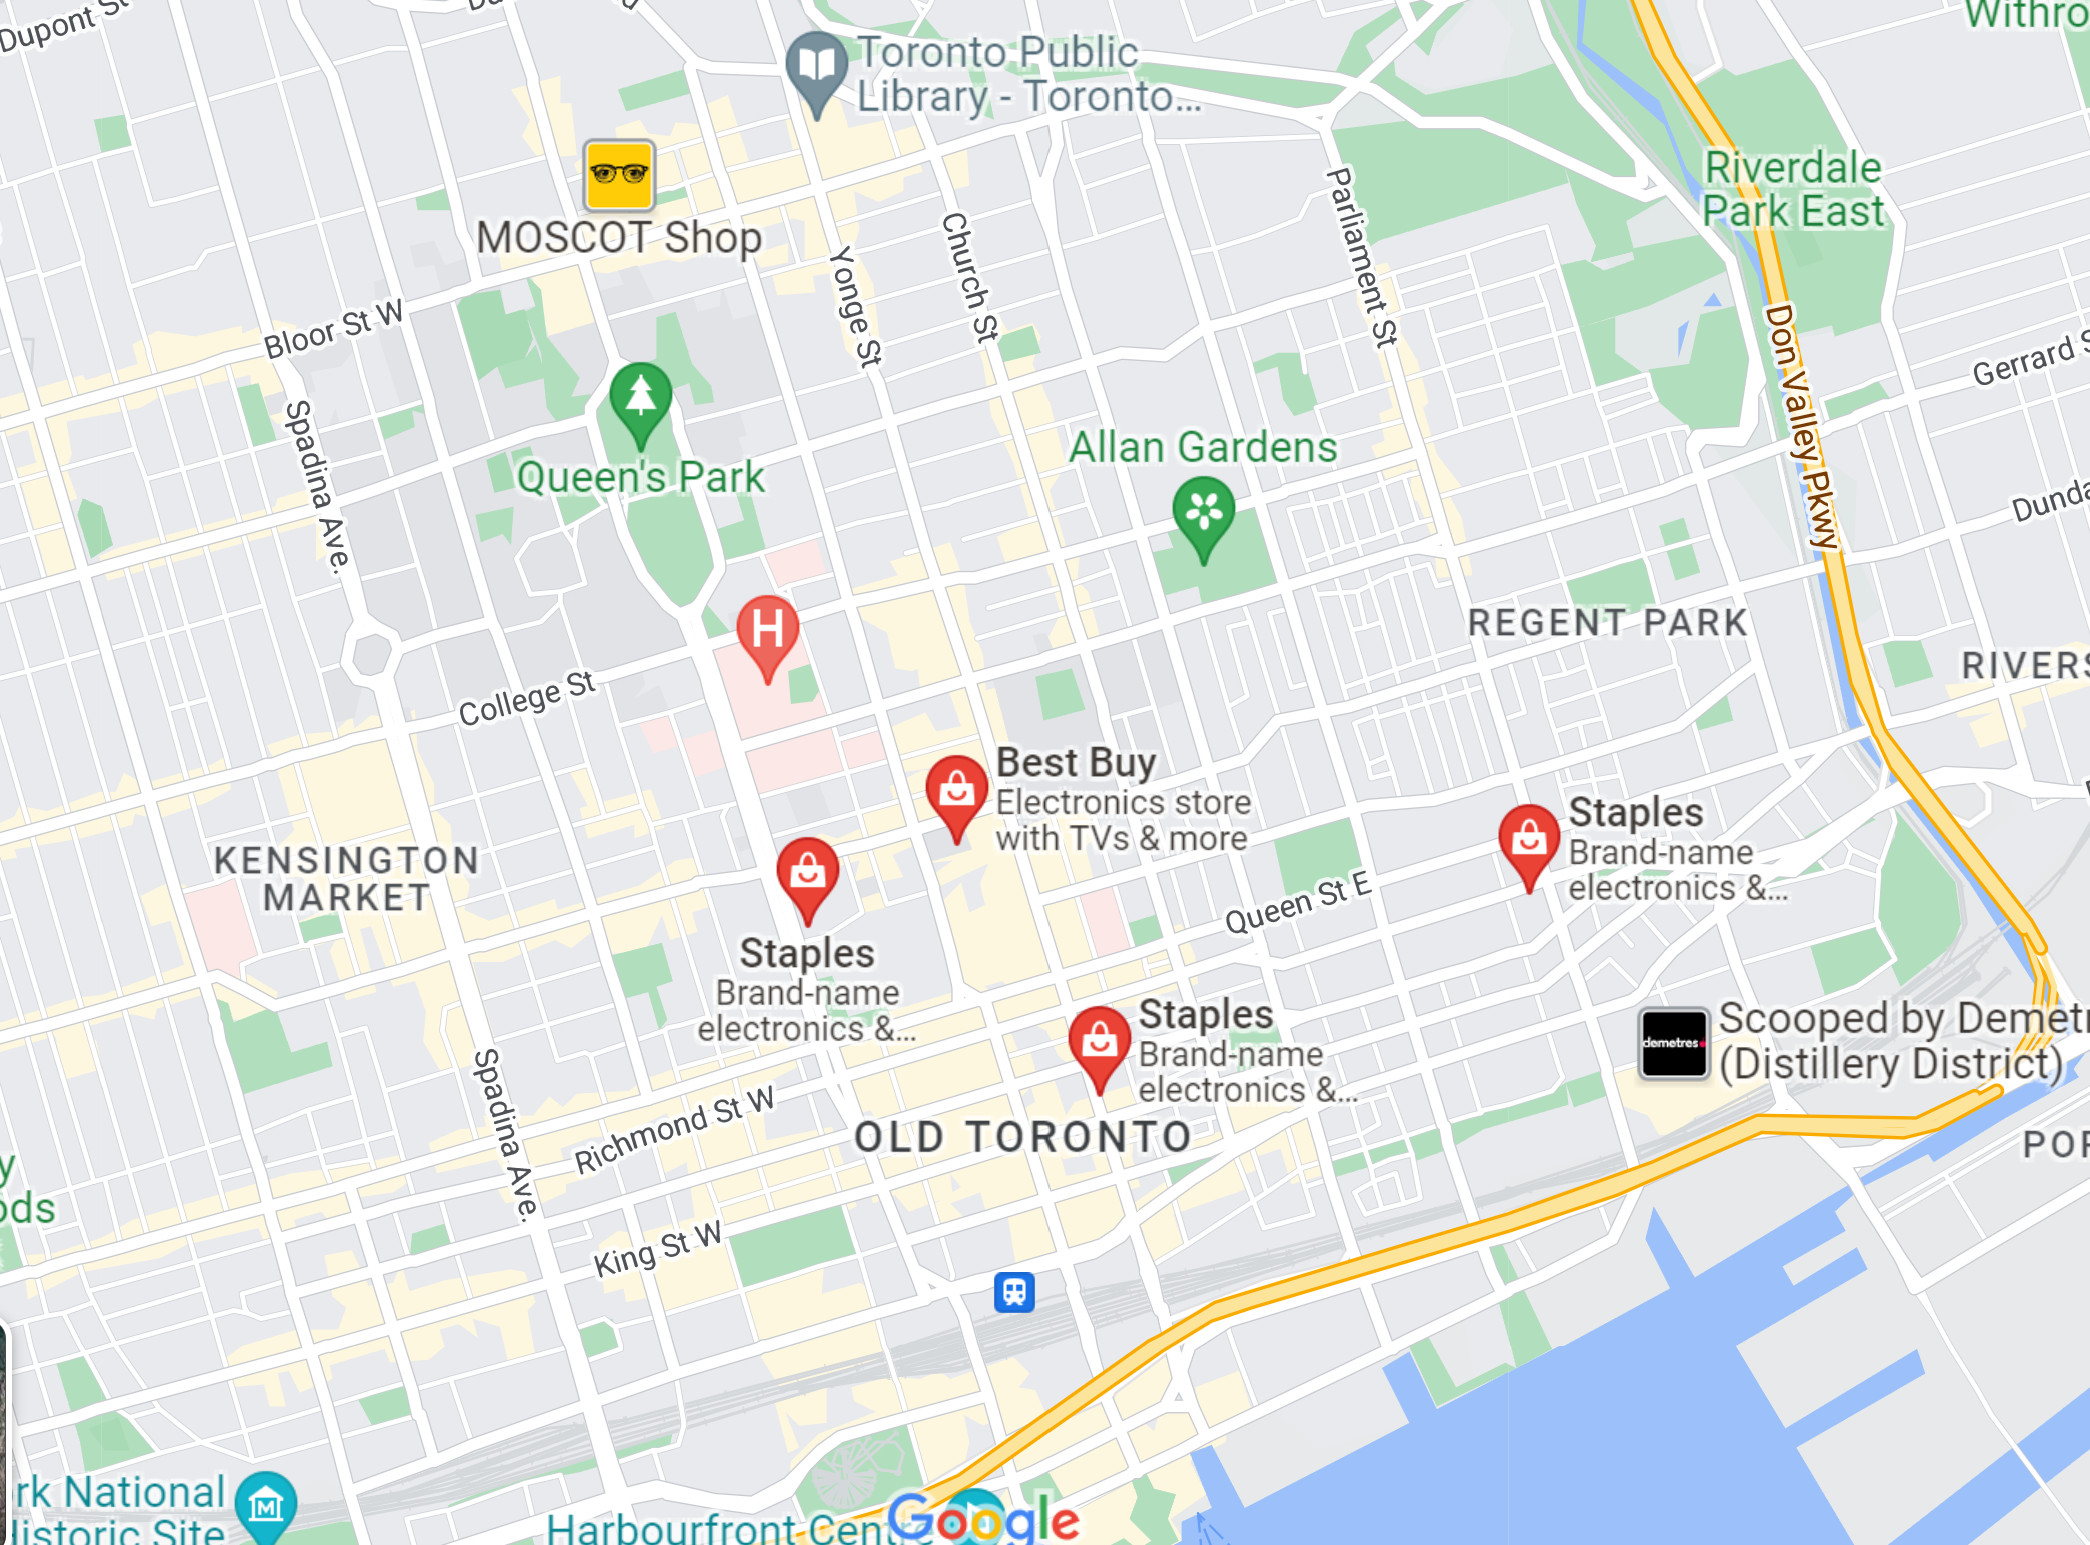 Dupont St
Withro
Toronto Public
Library - Toronto...
Riverdale
Park East
MOSCOT Shop
Parliament St
Church St
Yonge St
Bloor St W
Don Valley Pkwy
Gerrard S
Spadina Ave.
Queen's Park
Allan Gardens
Dunda
H
REGENT PARK
RIVERS
College St
Best Buy
Electronics store
with TVs & more
Staples
Brand-name
electronics &...
KENSINGTON
MARKET
Queen St E
Staples
Brand-name
electronics &...
Staples
Brand-name
electronics &...
demetres
Scooped by Demetr
(Distillery District)
Spadina Ave.
Richmond St W
OLD TORONTO
POR
y
ods
King St W
rk National
listoric Site
M
Harbourfront Centre
Google